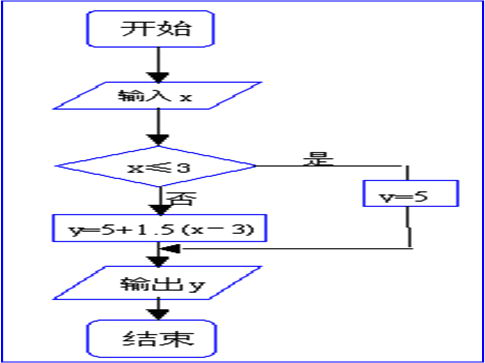 开始
输入 x
x≤3
是
否
y=5
y=5+1.5(x-3)
输出 y
结束